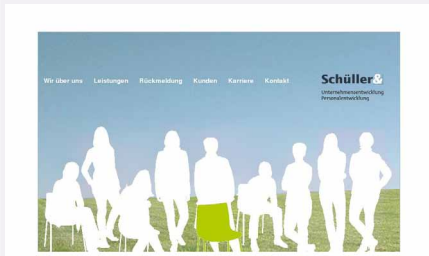 Wir über uns Leistungen Rückmeldung Kunden Karriere Kontakt
Schüller&
Unternehmensentwicklung
Personalentwicklung